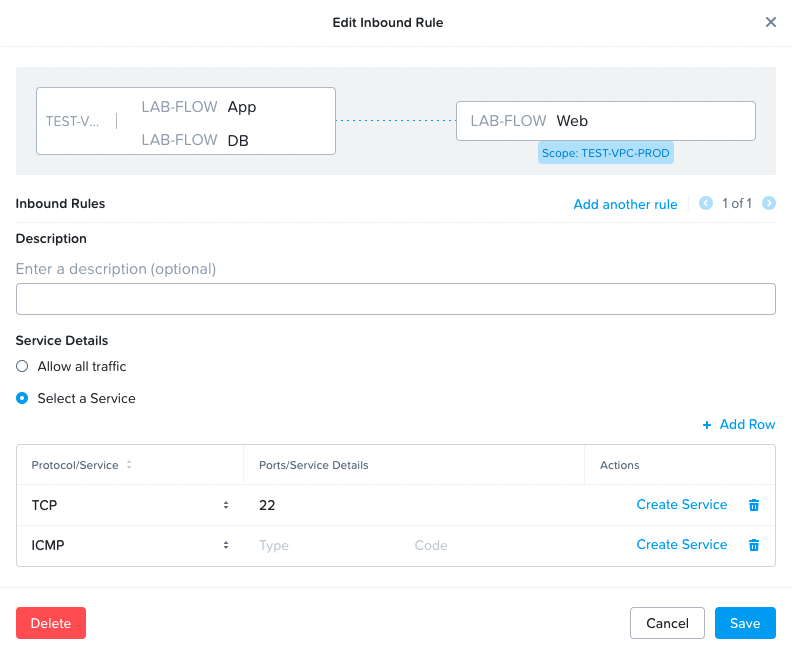 Edit Inbound Rule
TEST-V...
LAB-FLOW App
LAB-FLOW DB
LAB-FLOW Web
Scope: TEST-VPC-PROD
Inbound Rules Add another rule 1 of 1
Description
Enter a description (optional)
Service Details
Allow all traffic
Select a Service
+ Add Row
Protocol/Service Ports/Service Details Actions
TCP 22 Create Service
ICMP Type Code Create Service
Delete Cancel Save